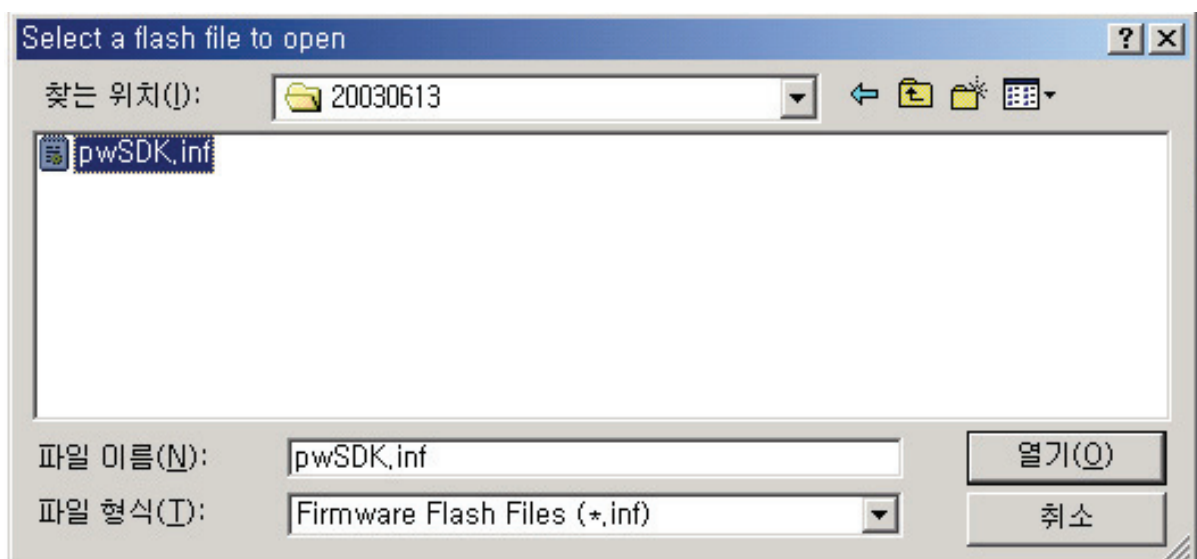 Select a flash file to open
찾는 위치(I):
20030613
pwSDK.inf
파일 이름(N):
pwSDK.inf
열기(O)
파일 형식(T):
Firmware Flash Files (*.inf)
취소